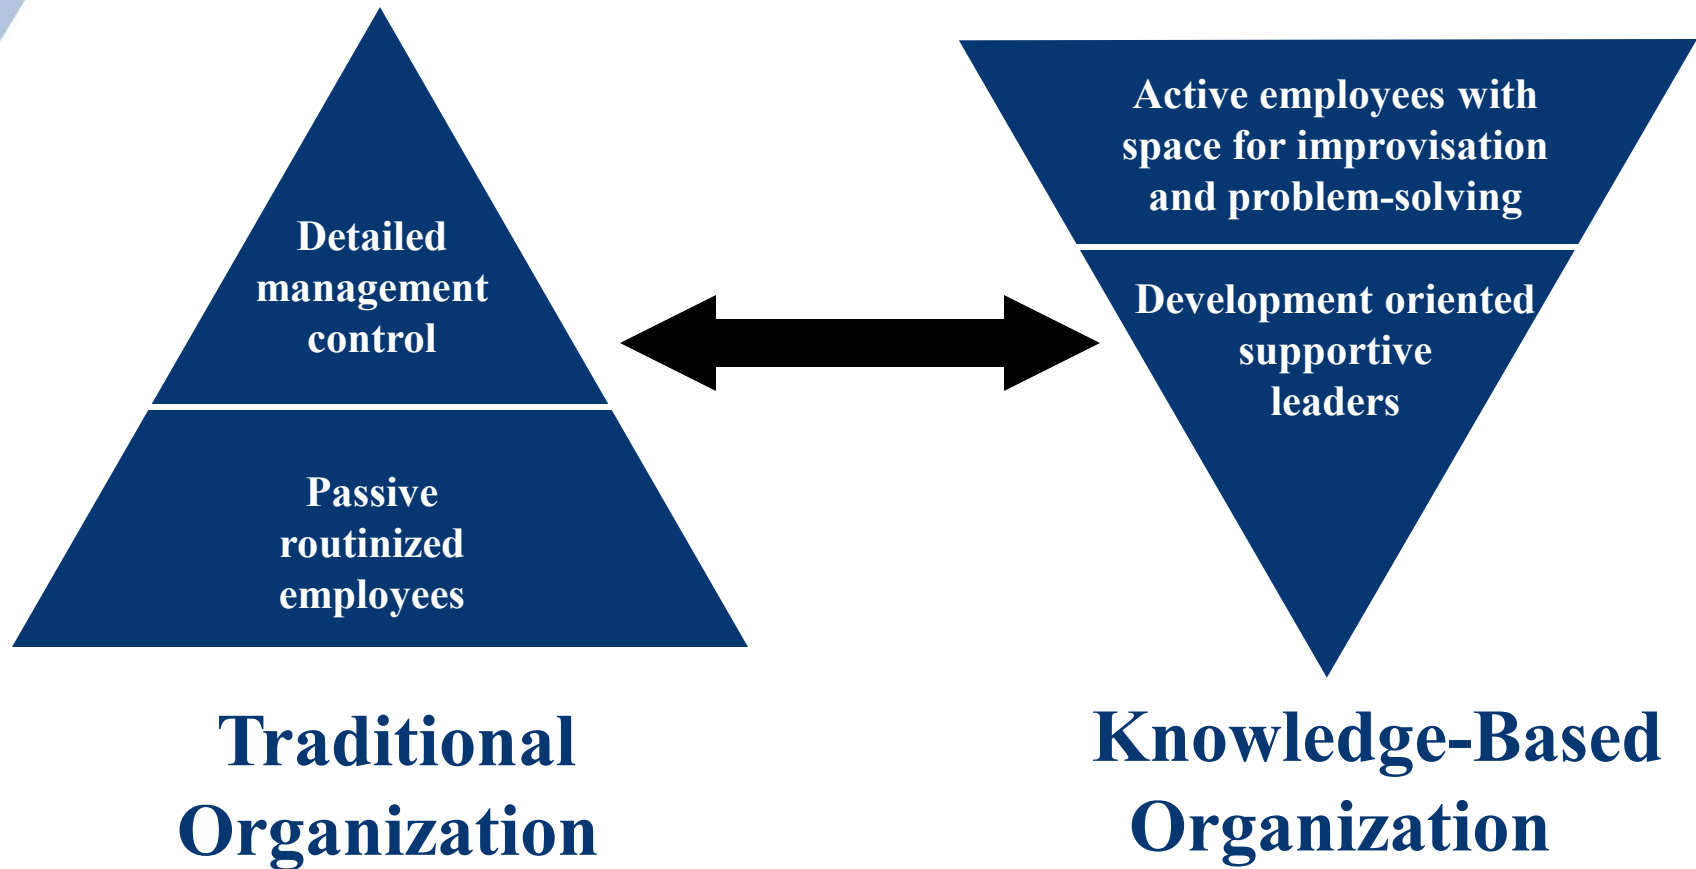 Detailed
management
control
Passive
routinized
employees
Traditional
Organization
Active employees with
space for improvisation
and problem-solving
Development oriented
supportive
leaders
Knowledge-Based
Organization